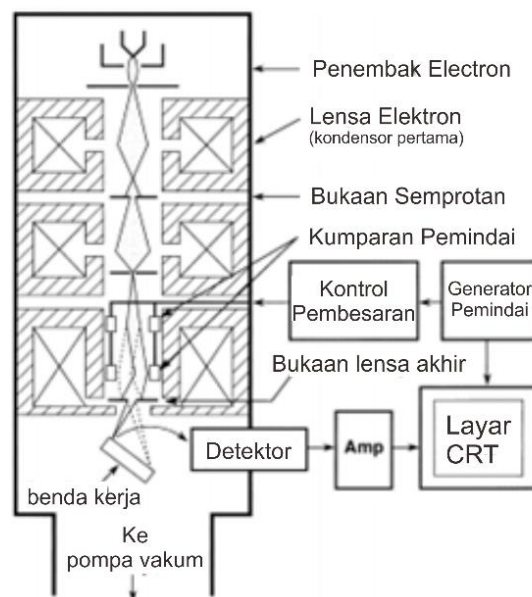 Penembak Electron
Lensa Elektron
(kondensor pertama)
Bukaan Semprotan
Kumparan Pemindai
Kontrol
Pembesaran
Generator
Pemindai
Bukaan lensa akhir
Detektor
Amp
Layar
CRT
benda kerja
Ke
pompa vakum